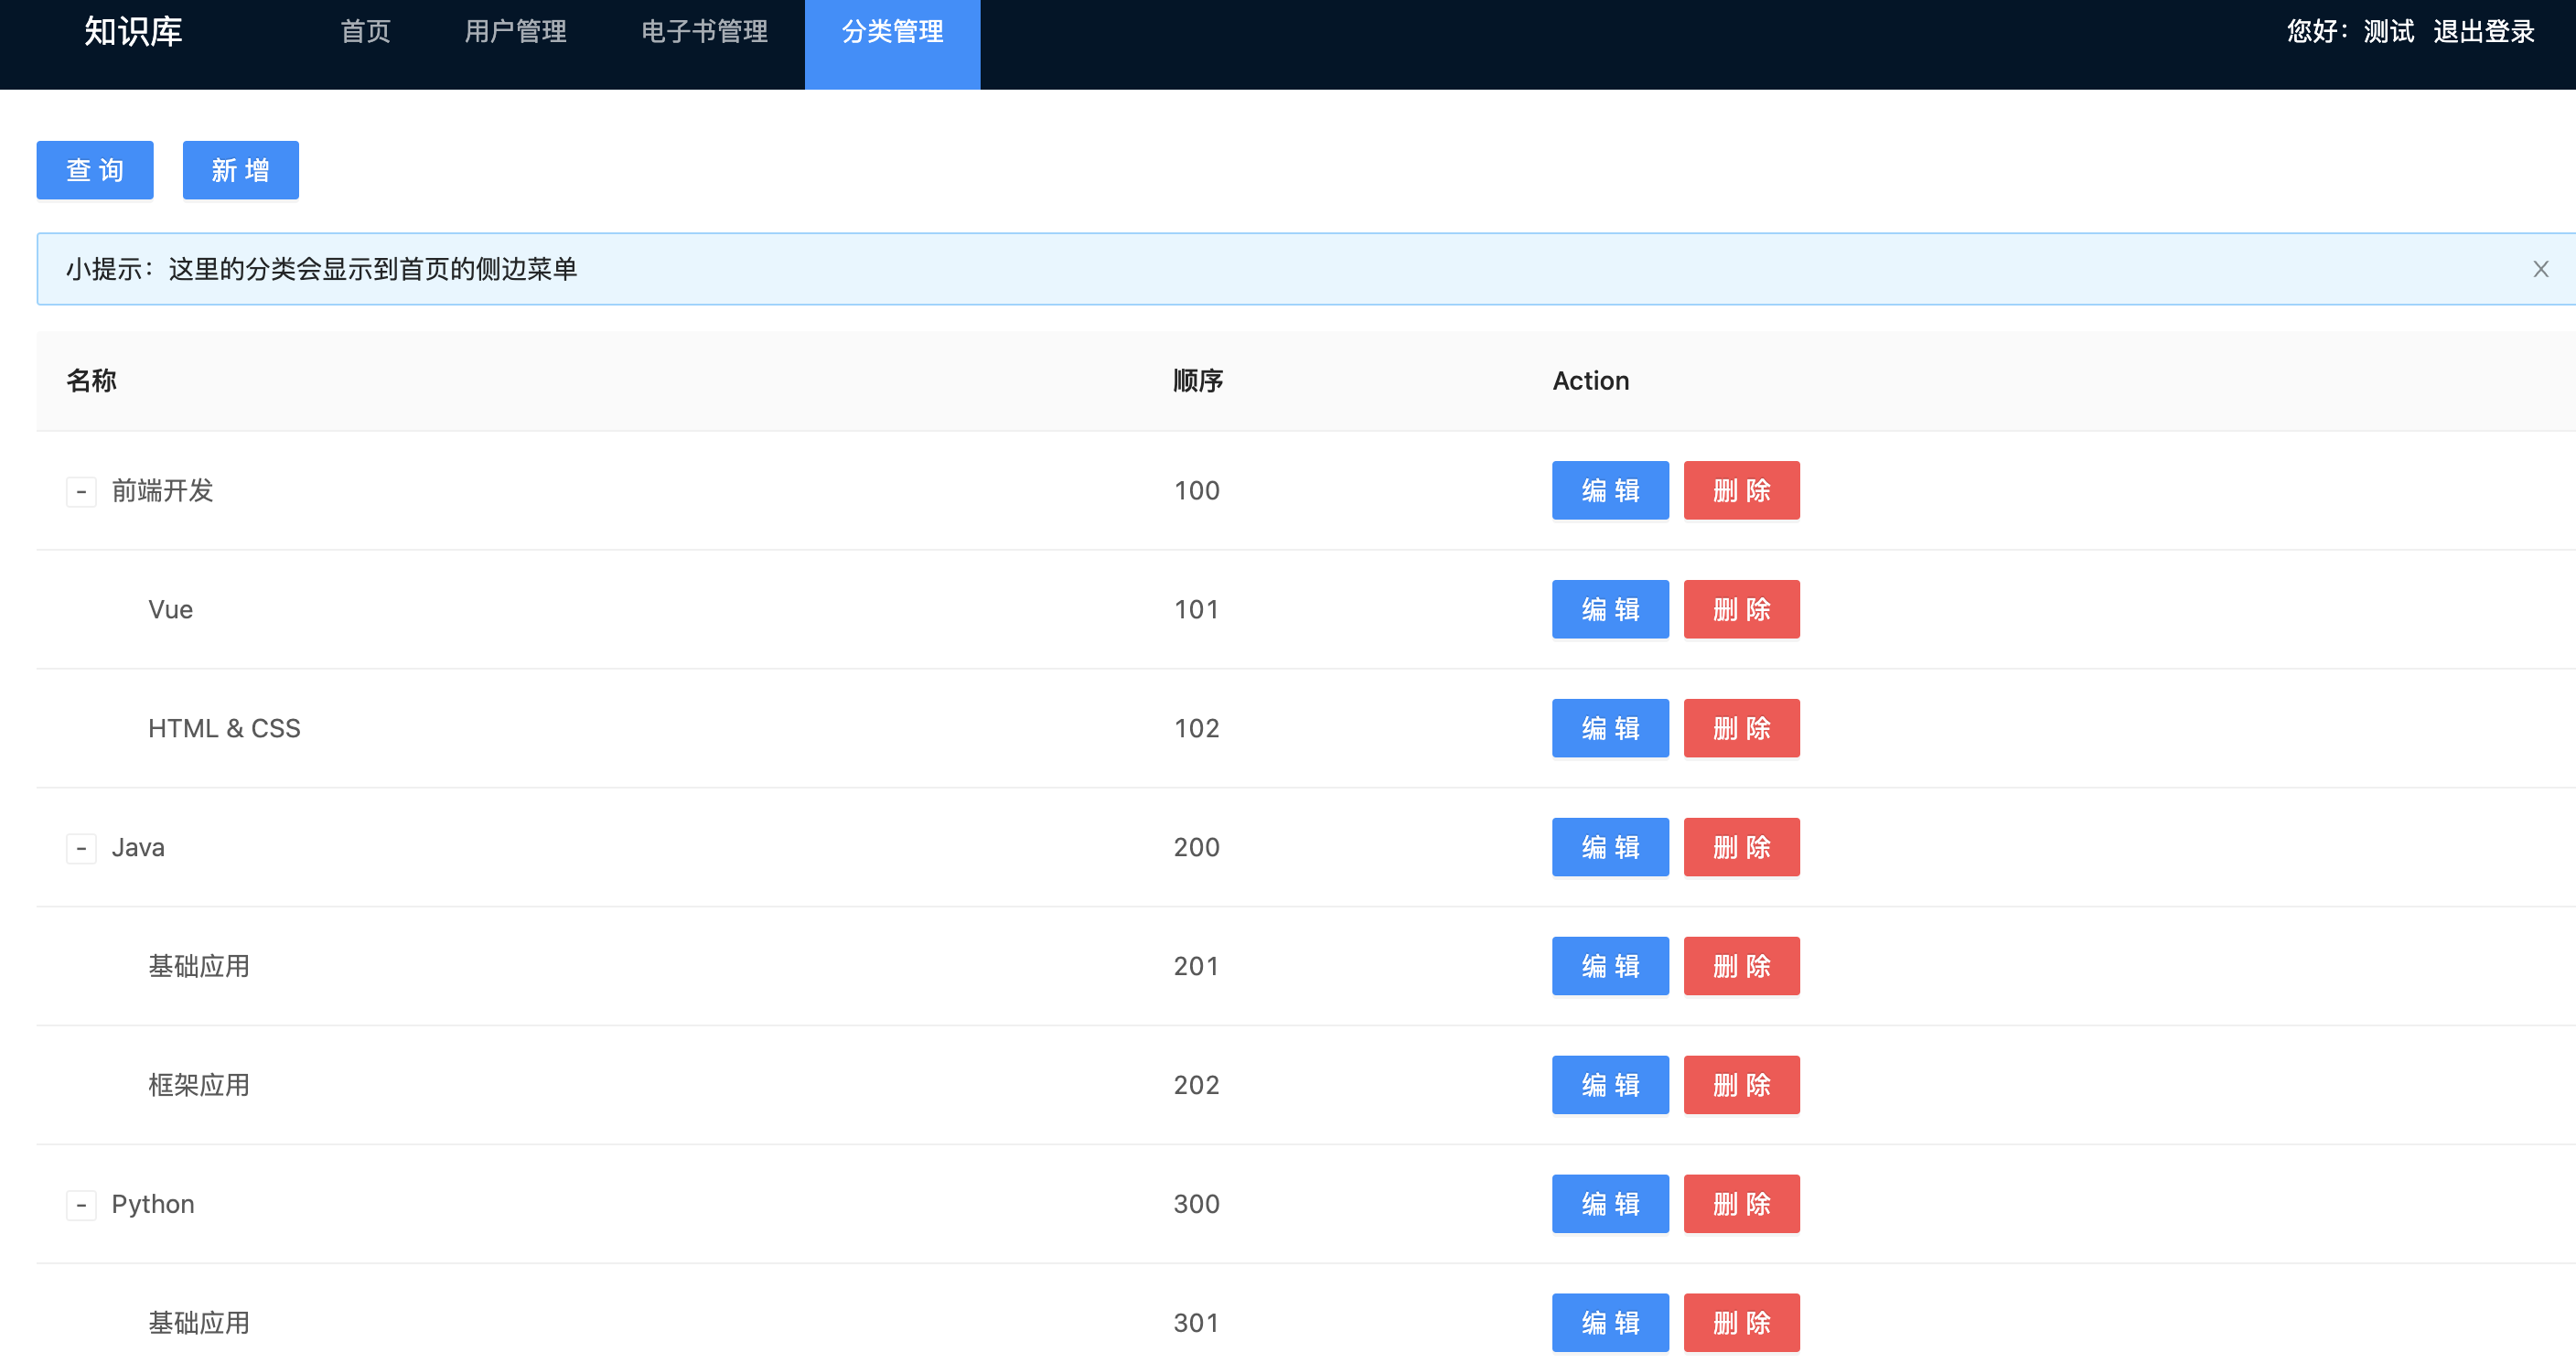 知识库 首页 用户管理 电子书管理 分类管理 您好：测试 退出登录
查 询 新 增
小提示：这里的分类会显示到首页的侧边菜单
名称 顺序 Action
前端开发 100 编 辑 删 除
Vue 101 编 辑 删 除
HTML & CSS 102 编 辑 删 除
Java 200 编 辑 删 除
基础应用 201 编 辑 删 除
框架应用 202 编 辑 删 除
Python 300 编 辑 删 除
基础应用 301 编 辑 删 除